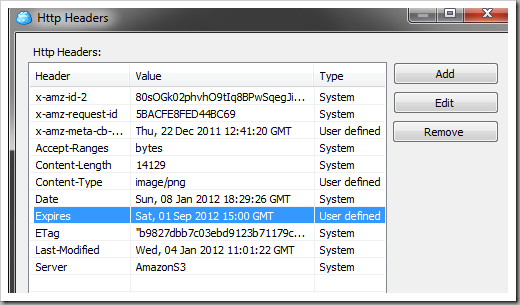 Http Headers
Http Headers:
Header Value Type
x-amz-id-2 80sOGk02phvhO9tIq8BPwSqegJi... System
x-amz-request-id 5BACFE8FED44BC69 System
x-amz-meta-cb-... Thu, 22 Dec 2011 12:41:20 GMT User defined
Accept-Ranges bytes System
Content-Length 14129 System
Content-Type image/png User defined
Date Sun, 08 Jan 2012 18:29:26 GMT System
Expires Sat, 01 Sep 2012 15:00 GMT User defined
ETag "b9827dbb7c03ebd9123b71179c... System
Last-Modified Wed, 04 Jan 2012 11:01:22 GMT System
Server AmazonS3 System
Add
Edit
Remove